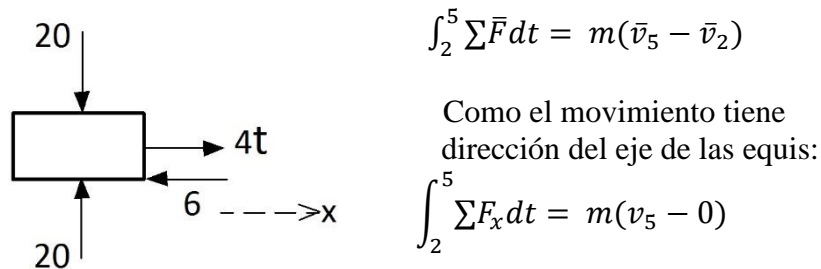 20
4t
6
x
20
∫₂⁵ ∑F̄dt = m(v̄₅ − v̄₂)
Como el movimiento tiene
dirección del eje de las equis:
∫₂⁵ ∑Fₓdt = m(v₅ − 0)